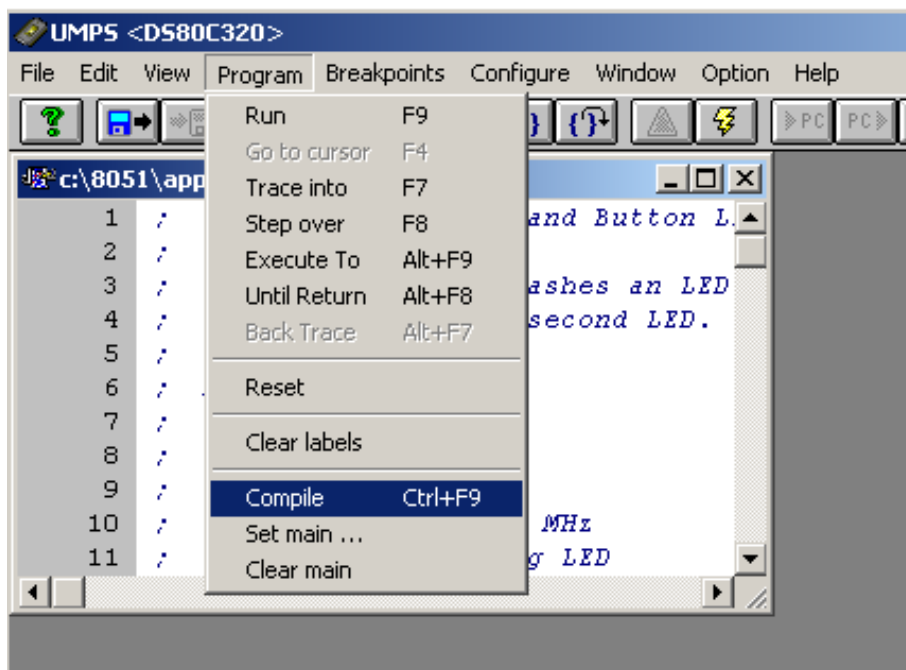 UMPS <DS80C320>
File Edit View Program Breakpoints Configure Window Option Help
PC PC
c:\8051\app
Run F9
Go to cursor F4
Trace into F7
Step over F8
Execute To Alt+F9
Until Return Alt+F8
Back Trace Alt+F7
Reset
Clear labels
Compile Ctrl+F9
Set main ...
Clear main
1 ; and Button L
2 ;
3 ; ashes an LED
4 ; second LED.
5 ;
6 ;
7 ;
8 ;
9 ;
10 ; MHz
11 ; g LED